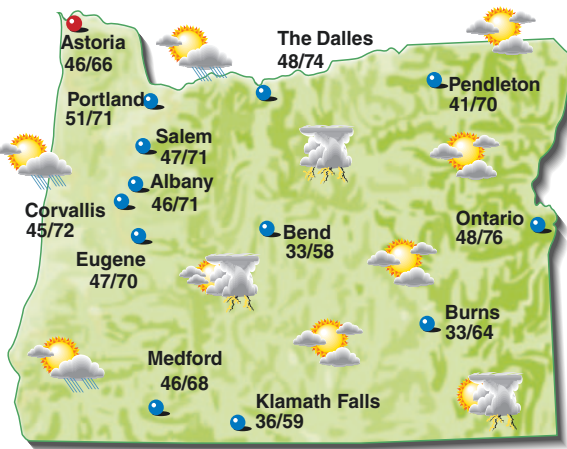 Astoria
46/66
The Dalles
48/74
Pendleton
41/70
Portland
51/71
Salem
47/71
Albany
46/71
Corvallis
45/72
Eugene
47/70
Bend
33/58
Ontario
48/76
Burns
33/64
Medford
46/68
Klamath Falls
36/59